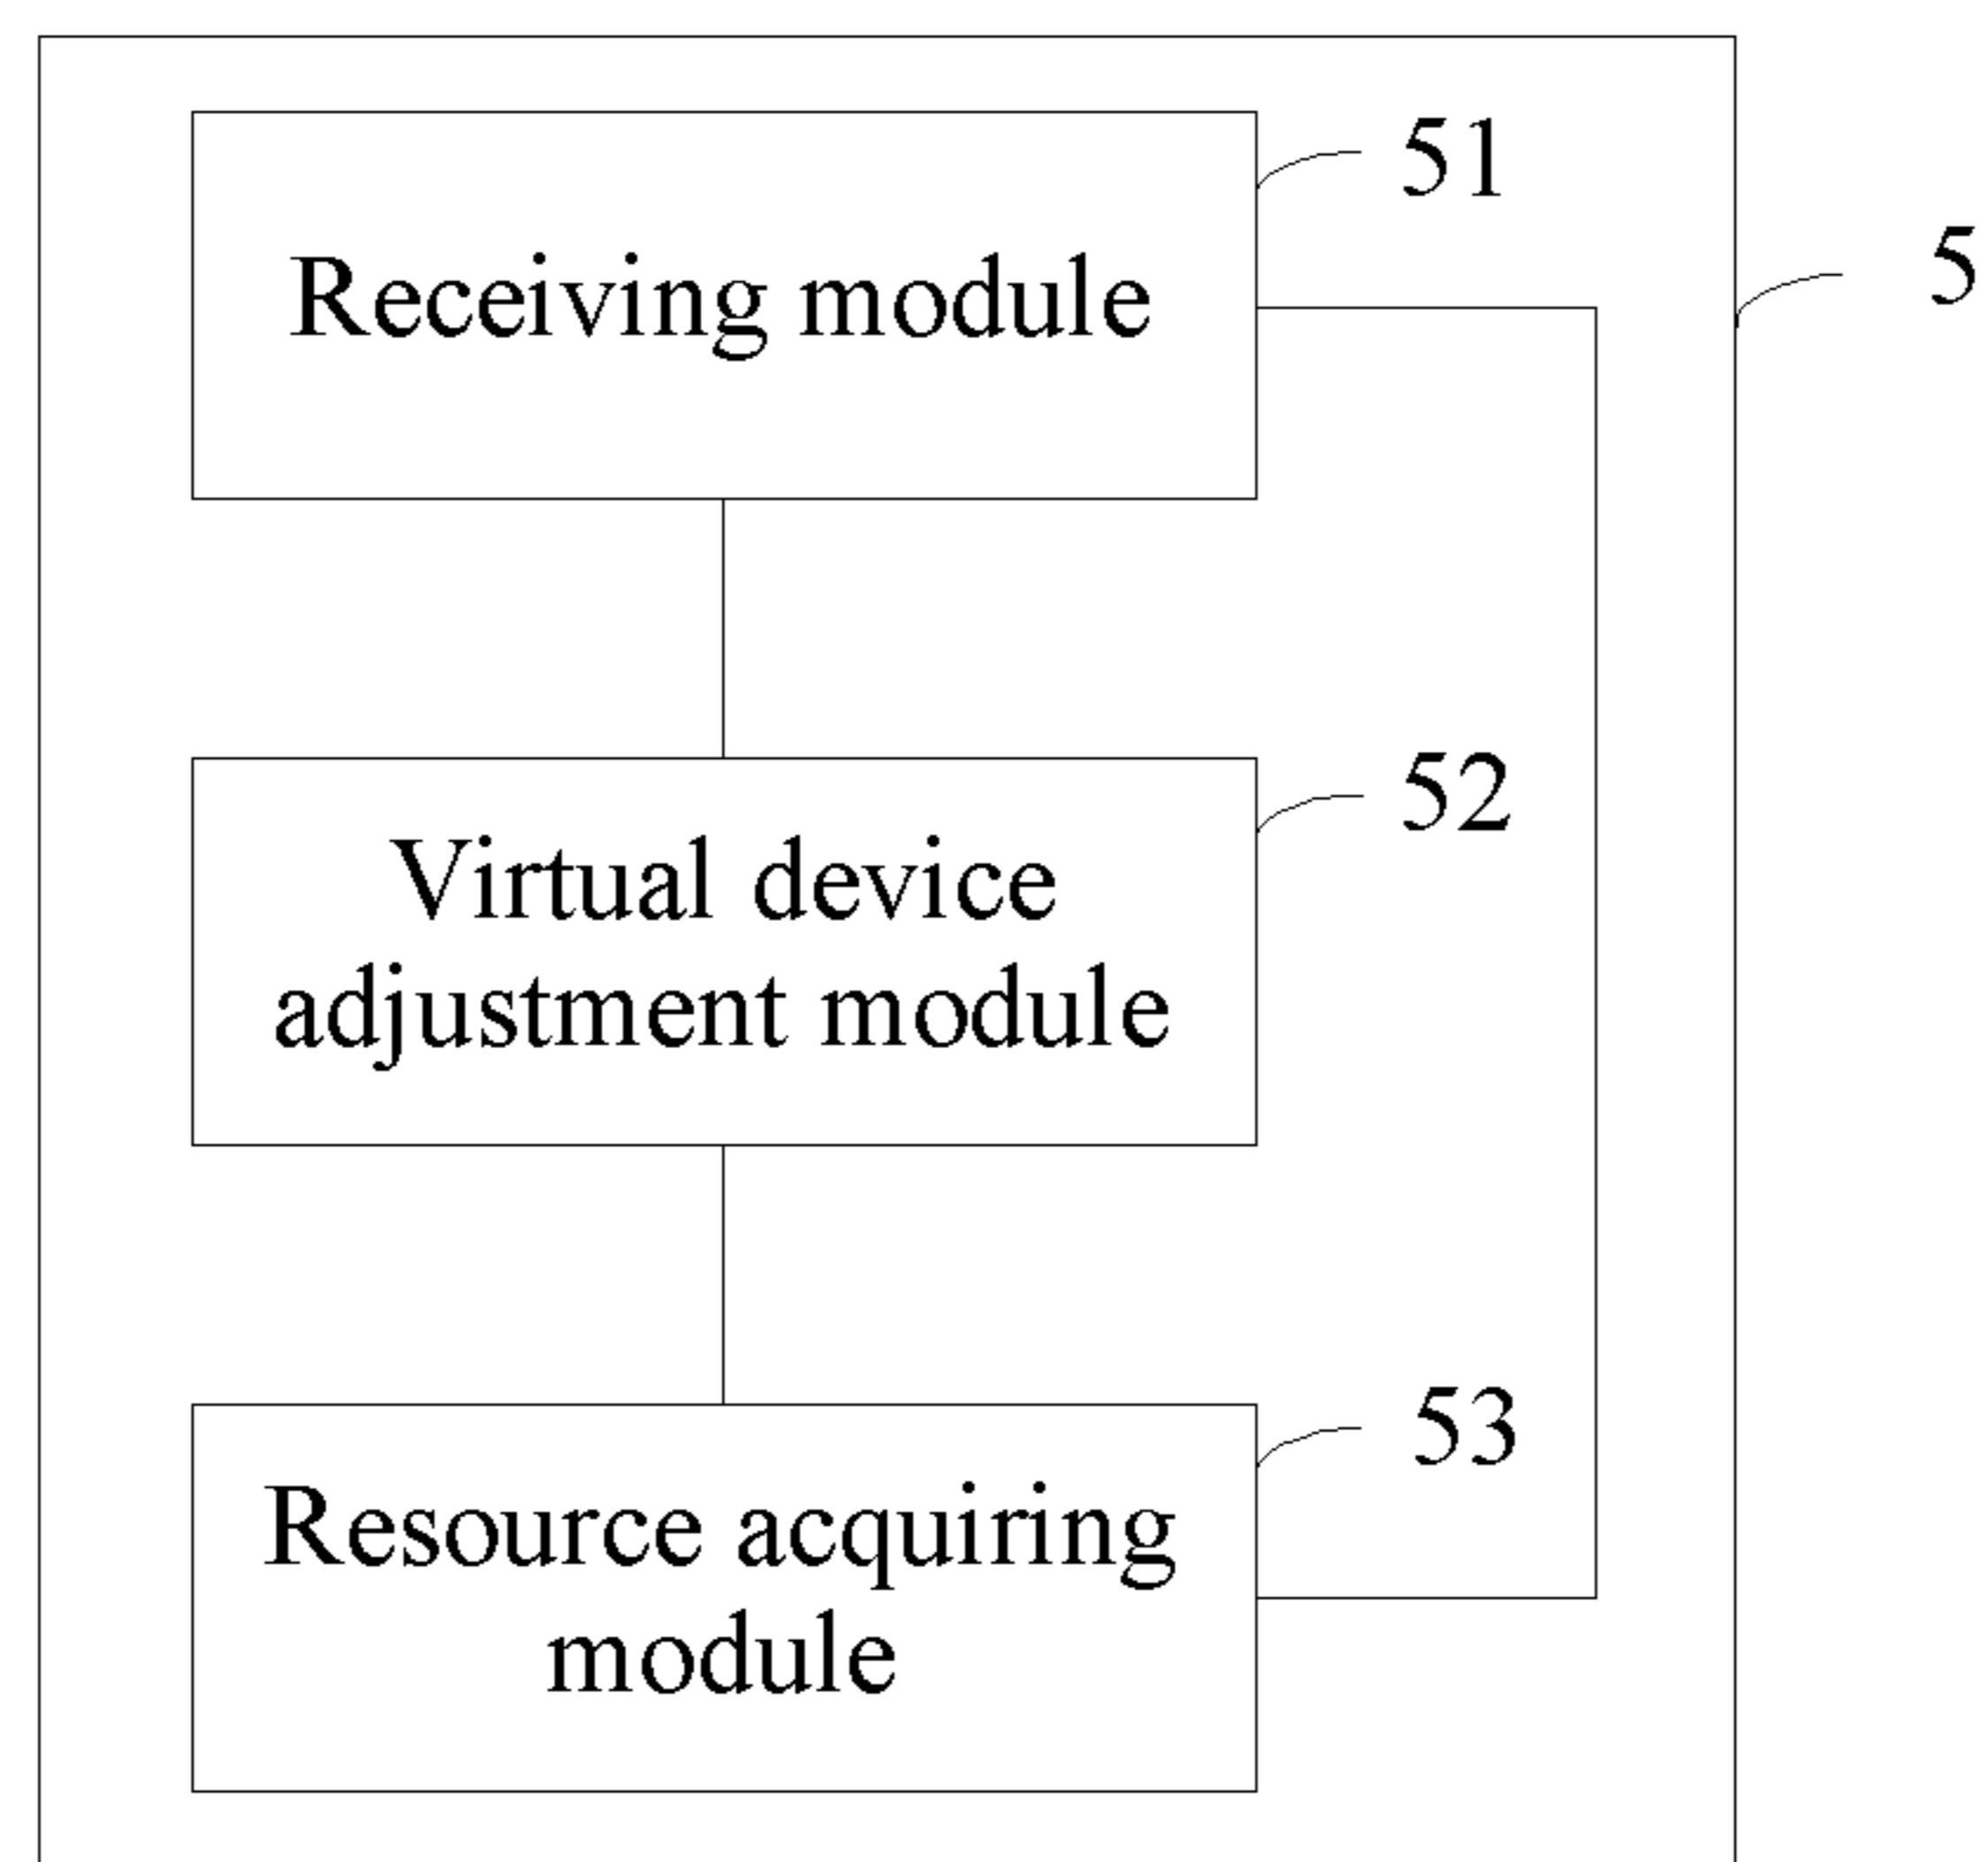 51
Receiving module
5
52
Virtual device
adjustment module
53
Resource acquiring
module